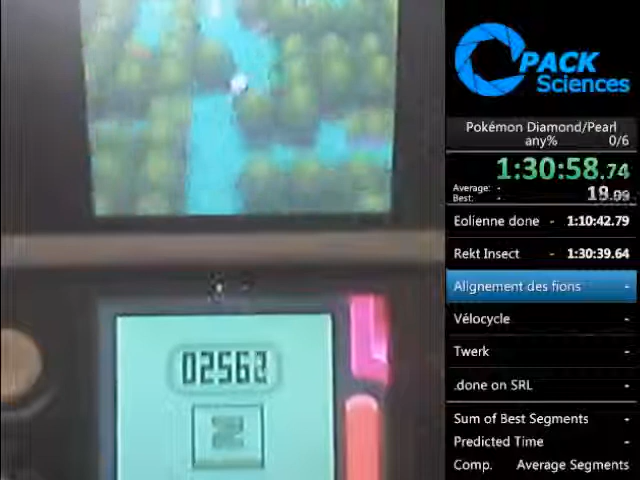 PACK
Sciences
Pokémon Diamond/Pearl
any% 0/6
1:30:58.74
Average: -
18.99
Best: -
Eolienne done - 1:10:42.79
Rekt Insect - 1:30:39.64
Alignement des fions -
Vélocycle -
Twerk -
.done on SRL -
Sum of Best Segments -
Predicted Time -
Comp. Average Segments